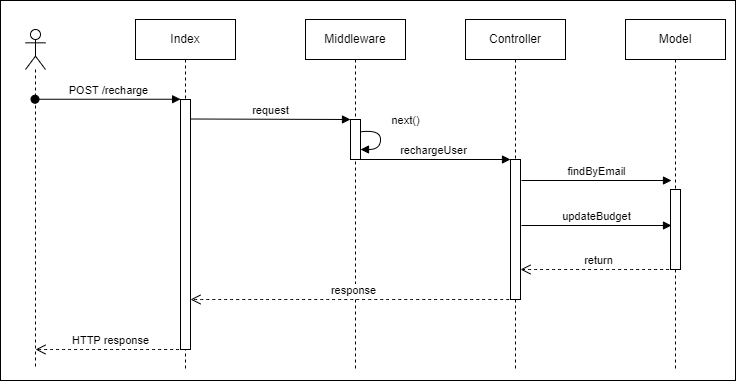 Index
Middleware
Controller
Model
POST /recharge
request
next()
rechargeUser
findByEmail
updateBudget
return
response
HTTP response